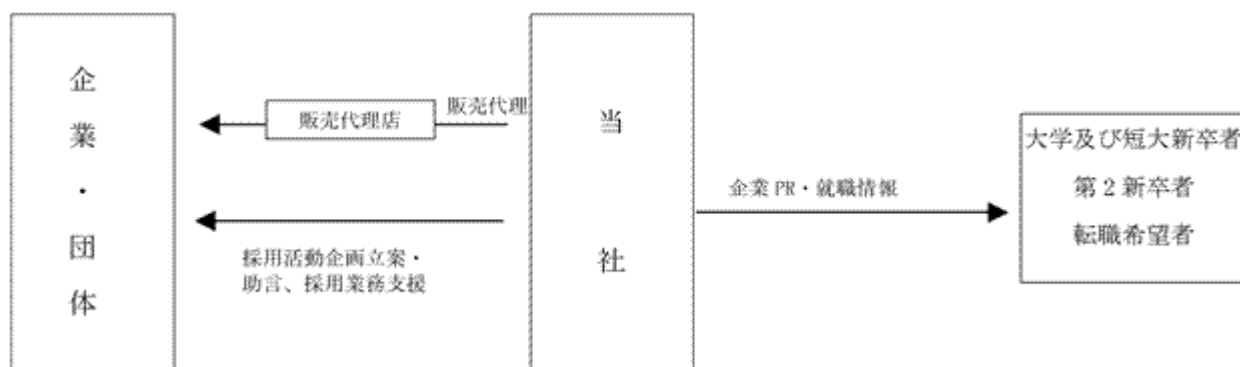 企業・団体
販売代理店
販売代理
採用活動企画立案・
助言、採用業務支援
当社
企業 PR・就職情報
大学及び短大新卒者
第2新卒者
転職希望者